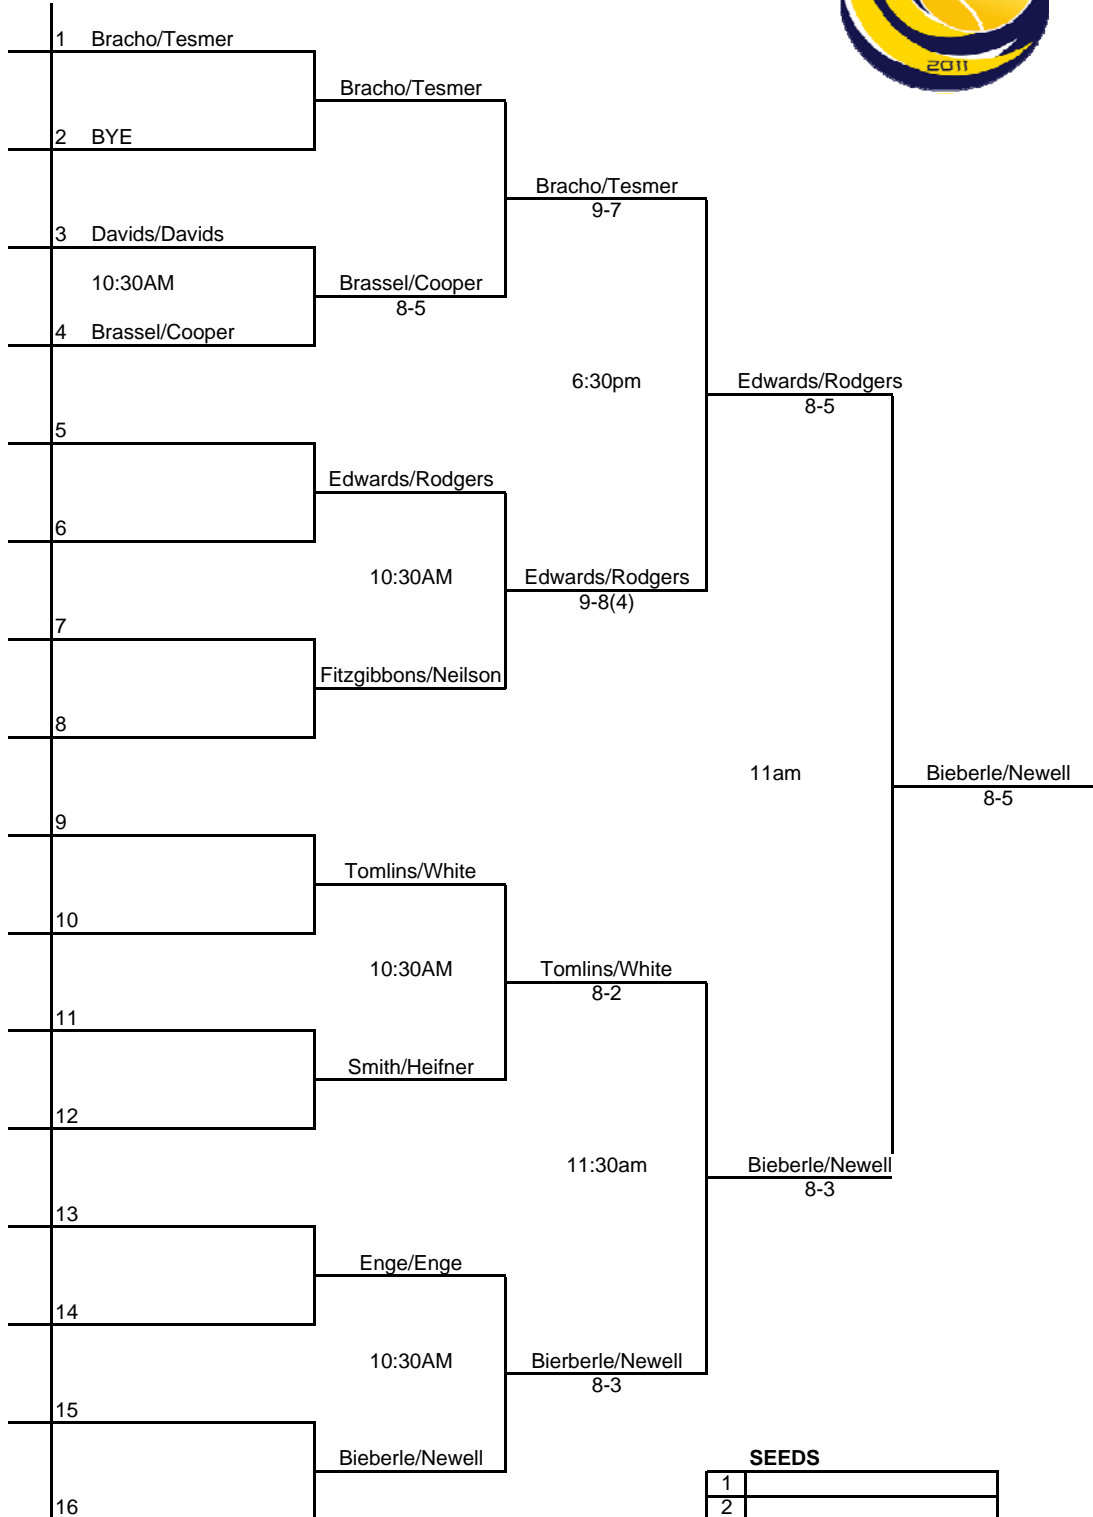 2011
1 Bracho/Tesmer
Bracho/Tesmer
2 BYE
Bracho/Tesmer
9-7
3 Davids/Davids
10:30AM
Brassel/Cooper
8-5
4 Brassel/Cooper
6:30pm
Edwards/Rodgers
8-5
5
Edwards/Rodgers
6
10:30AM
Edwards/Rodgers
9-8(4)
7
Fitzgibbons/Neilson
8
11am
Bieberle/Newell
8-5
9
Tomlins/White
10
10:30AM
Tomlins/White
8-2
11
Smith/Heifner
12
11:30am
Bieberle/Newell
8-3
13
Enge/Enge
14
10:30AM
Bierberle/Newell
8-3
15
Bieberle/Newell
SEEDS
1
16
2